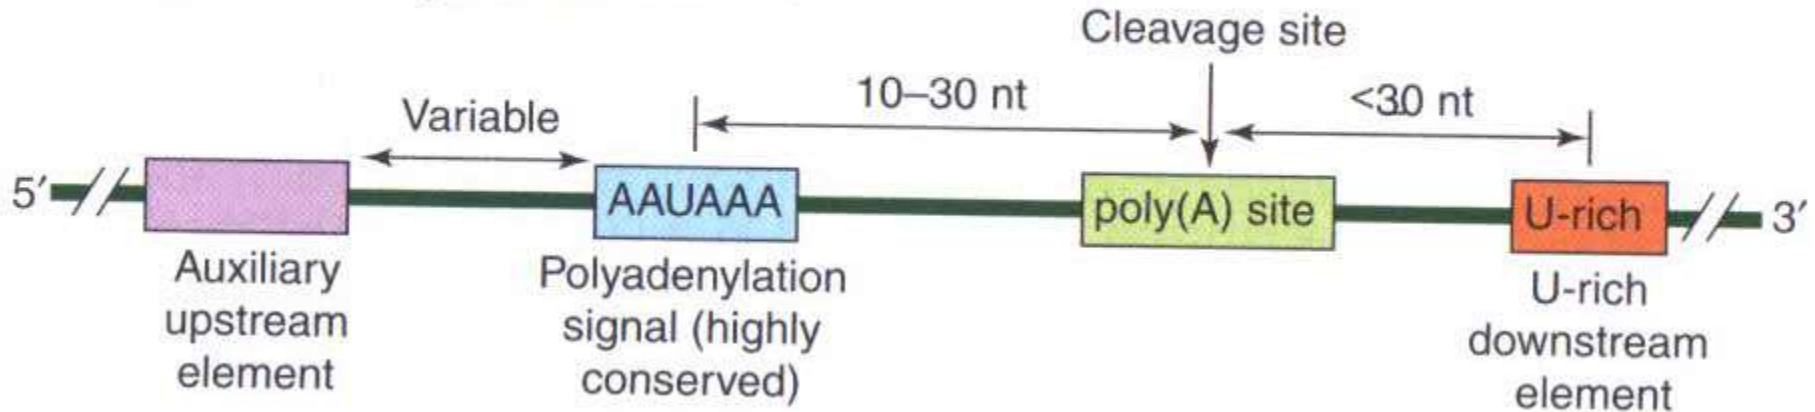 Cleavage site
10–30 nt
<30 nt
Variable
5′
AAUAAA
poly(A) site
U-rich
3′
Auxiliary
upstream
element
Polyadenylation
signal (highly
conserved)
U-rich
downstream
element